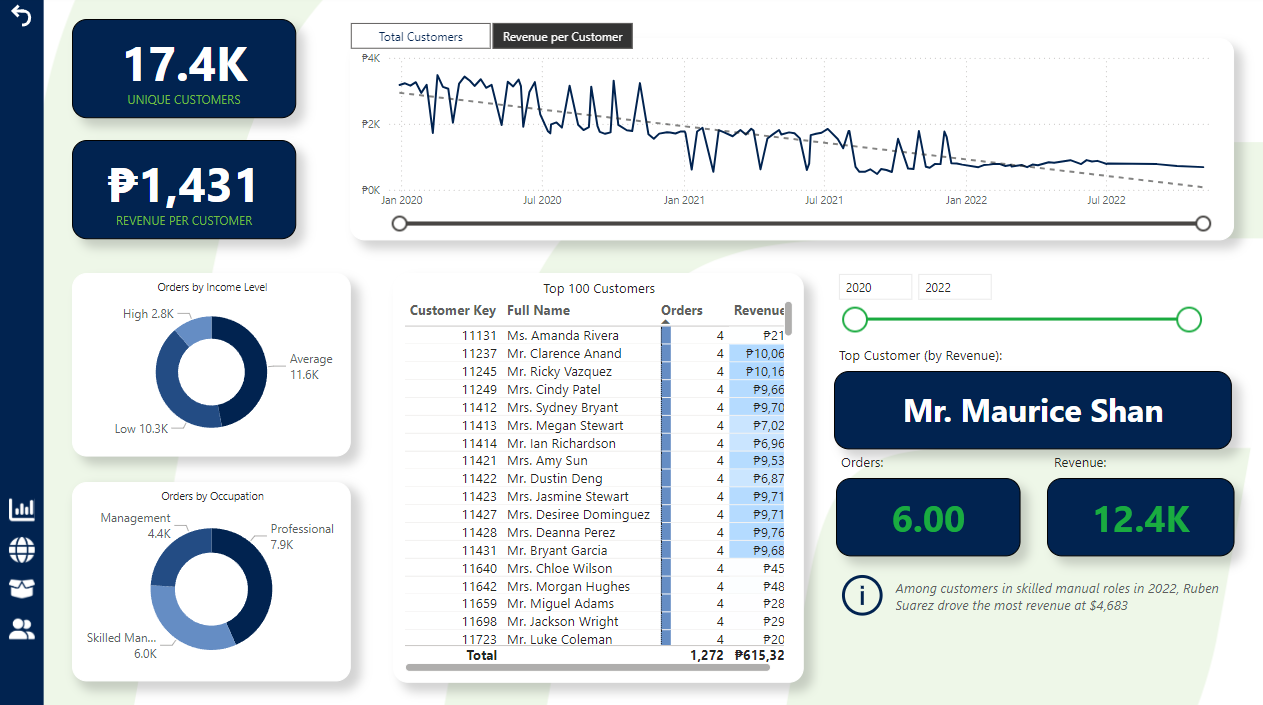 17.4K
UNIQUE CUSTOMERS
₱1,431
REVENUE PER CUSTOMER
Total Customers
Revenue per Customer
₱4K
₱2K
₱0K
Jan 2020
Jul 2020
Jan 2021
Jul 2021
Jan 2022
Jul 2022
Orders by Income Level
High 2.8K
Average
11.6K
Low 10.3K
Orders by Occupation
Management
4.4K
Professional
7.9K
Skilled Man...
6.0K
Top 100 Customers
Customer Key Full Name Orders Revenue
11131 Ms. Amanda Rivera 4 ₱21
11237 Mr. Clarence Anand 4 ₱10,06
11245 Mr. Ricky Vazquez 4 ₱10,16
11249 Mrs. Cindy Patel 4 ₱9,66
11412 Mrs. Sydney Bryant 4 ₱9,70
11413 Mrs. Megan Stewart 4 ₱7,02
11414 Mr. Ian Richardson 4 ₱6,96
11421 Mrs. Amy Sun 4 ₱9,53
11422 Mr. Dustin Deng 4 ₱6,87
11423 Mrs. Jasmine Stewart 4 ₱9,71
11427 Mrs. Desiree Dominguez 4 ₱9,71
11428 Mrs. Deanna Perez 4 ₱9,76
11431 Mr. Bryant Garcia 4 ₱9,68
11640 Mrs. Chloe Wilson 4 ₱45
11642 Mrs. Morgan Hughes 4 ₱48
11659 Mr. Miguel Adams 4 ₱28
11698 Mr. Jackson Wright 4 ₱29
11723 Mr. Luke Coleman 4 ₱20
Total 1,272 ₱615,32
2020
2022
Top Customer (by Revenue):
Mr. Maurice Shan
Orders:
Revenue:
6.00
12.4K
i
Among customers in skilled manual roles in 2022, Ruben
Suarez drove the most revenue at $4,683